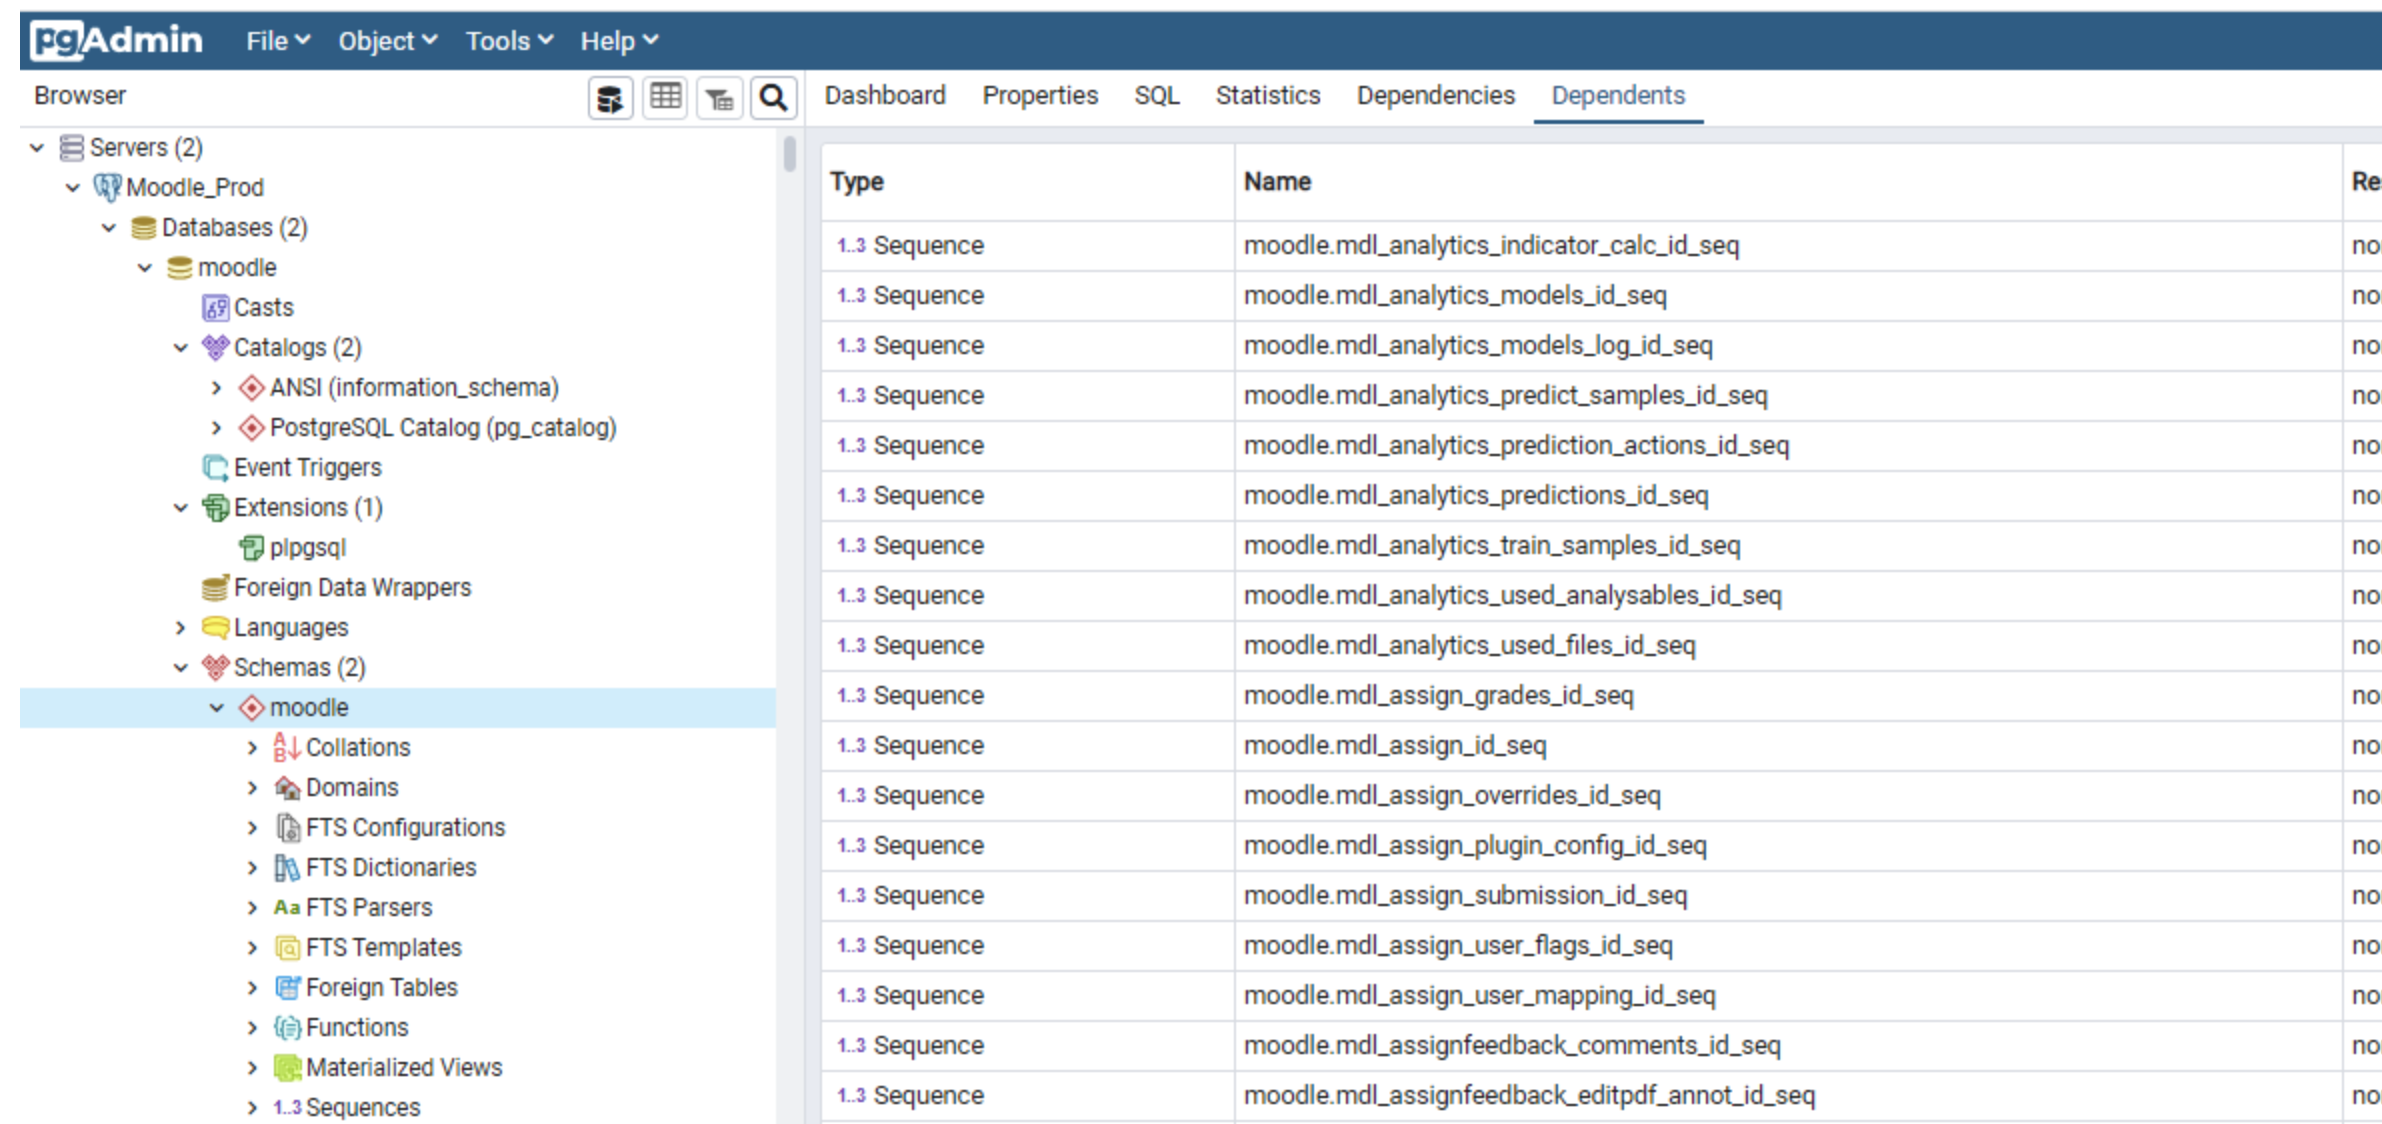 pgAdmin File Object Tools Help
Browser
Dashboard Properties SQL Statistics Dependencies Dependents
Servers (2)
Moodle_Prod
Databases (2)
moodle
Casts
Catalogs (2)
ANSI (information_schema)
PostgreSQL Catalog (pg_catalog)
Event Triggers
Extensions (1)
plpgsql
Foreign Data Wrappers
Languages
Schemas (2)
moodle
Collations
Domains
FTS Configurations
FTS Dictionaries
Aa FTS Parsers
FTS Templates
Foreign Tables
Functions
Materialized Views
1..3 Sequences
Type Name Re
1..3 Sequence moodle.mdl_analytics_indicator_calc_id_seq no
1..3 Sequence moodle.mdl_analytics_models_id_seq no
1..3 Sequence moodle.mdl_analytics_models_log_id_seq no
1..3 Sequence moodle.mdl_analytics_predict_samples_id_seq no
1..3 Sequence moodle.mdl_analytics_prediction_actions_id_seq no
1..3 Sequence moodle.mdl_analytics_predictions_id_seq no
1..3 Sequence moodle.mdl_analytics_train_samples_id_seq no
1..3 Sequence moodle.mdl_analytics_used_analysables_id_seq no
1..3 Sequence moodle.mdl_analytics_used_files_id_seq no
1..3 Sequence moodle.mdl_assign_grades_id_seq no
1..3 Sequence moodle.mdl_assign_id_seq no
1..3 Sequence moodle.mdl_assign_overrides_id_seq no
1..3 Sequence moodle.mdl_assign_plugin_config_id_seq no
1..3 Sequence moodle.mdl_assign_submission_id_seq no
1..3 Sequence moodle.mdl_assign_user_flags_id_seq no
1..3 Sequence moodle.mdl_assign_user_mapping_id_seq no
1..3 Sequence moodle.mdl_assignfeedback_comments_id_seq no
1..3 Sequence moodle.mdl_assignfeedback_editpdf_annot_id_seq no